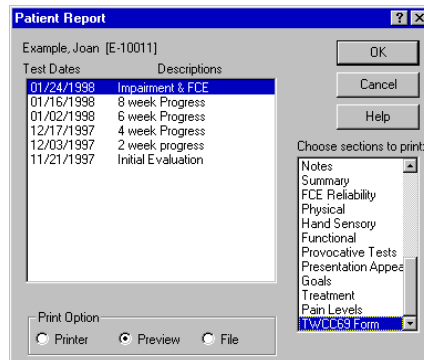 Patient Report
Example, Joan [E-10011]
Test Dates Descriptions
01/24/1998 Impairment & FCE
01/16/1998 8 week Progress
01/02/1998 6 week Progress
12/17/1997 4 week Progress
12/03/1997 2 week progress
11/21/1997 Initial Evaluation
OK
Cancel
Help
Choose sections to print:
Notes
Summary
FCE Reliability
Physical
Hand Sensory
Functional
Provocative Tests
Presentation Appea
Goals
Treatment
Pain Levels
TWCC69 Form
Print Option
Printer Preview File